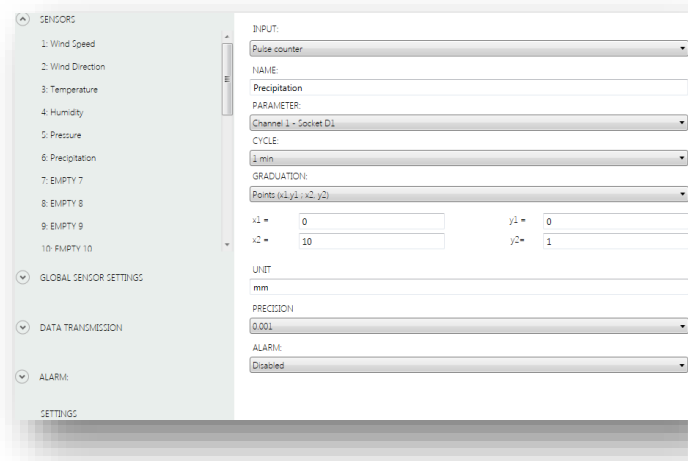 SENSORS
1: Wind Speed
2: Wind Direction
3: Temperature
4: Humidity
5: Pressure
6: Precipitation
7: EMPTY 7
8: EMPTY 8
9: EMPTY 9
10: EMPTY 10
GLOBAL SENSOR SETTINGS
DATA TRANSMISSION
ALARM:
SETTINGS
INPUT:
Pulse counter
NAME:
Precipitation
PARAMETER:
Channel 1 - Socket D1
CYCLE:
1 min
GRADUATION:
Points (x1,y1 ; x2, y2)
x1 = 0 y1 = 0
x2 = 10 y2= 1
UNIT
mm
PRECISION
0.001
ALARM:
Disabled